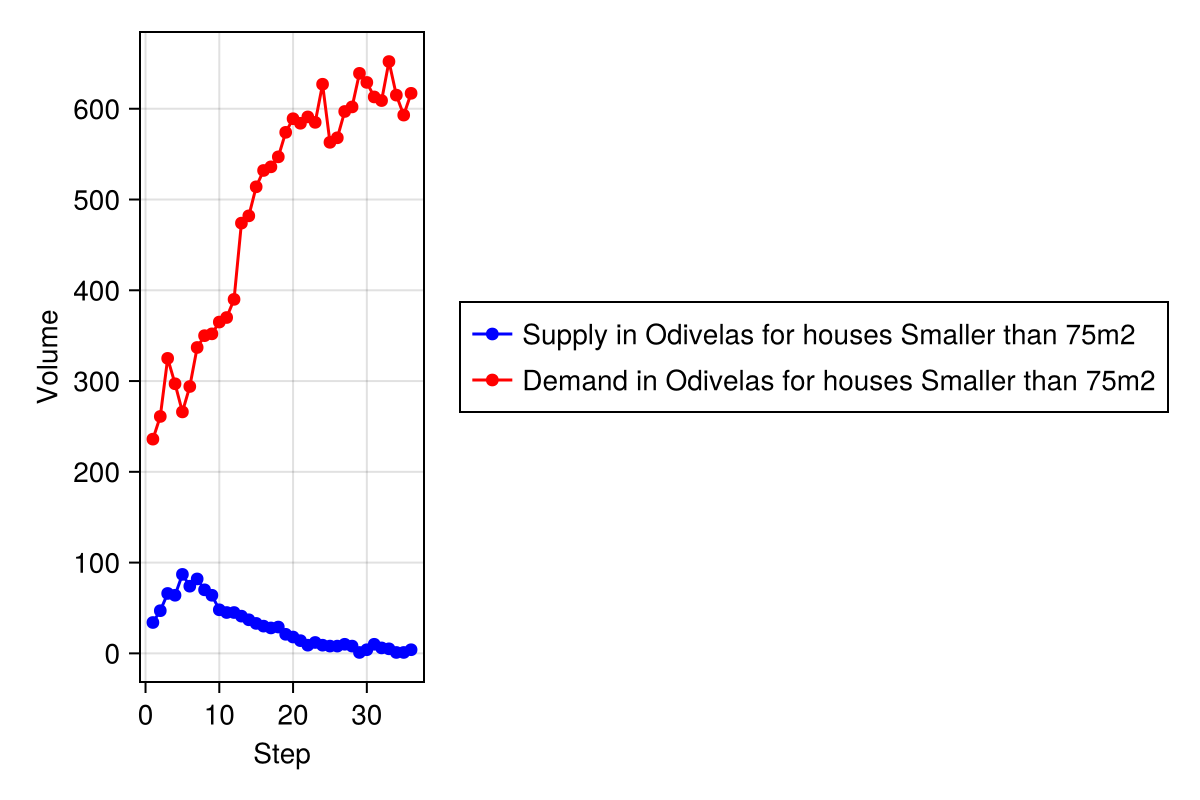 600
500
400
300
200
100
0
Volume
0 10 20 30
Step
Supply in Odivelas for houses Smaller than 75m2
Demand in Odivelas for houses Smaller than 75m2